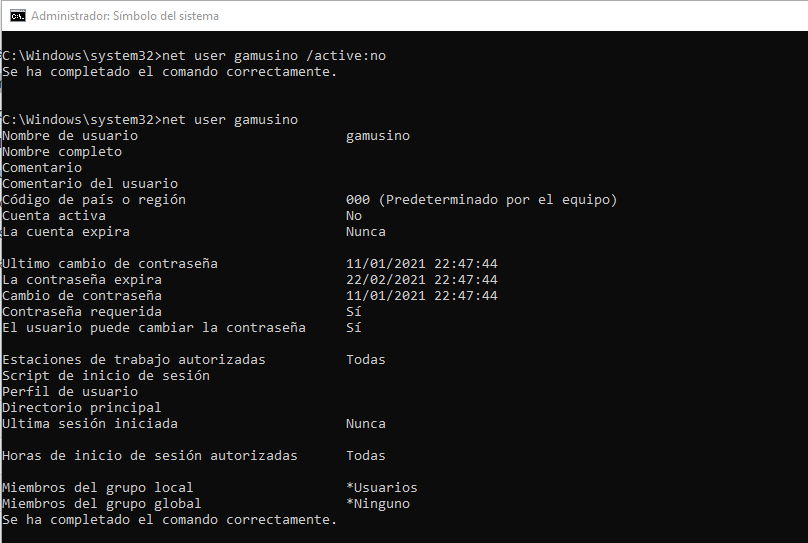 Administrador: Símbolo del sistema
C:\Windows\system32>net user gamusino /active:no
Se ha completado el comando correctamente.
C:\Windows\system32>net user gamusino
Nombre de usuario gamusino
Nombre completo
Comentario
Comentario del usuario
Código de país o región 000 (Predeterminado por el equipo)
Cuenta activa No
La cuenta expira Nunca
Ultimo cambio de contraseña 11/01/2021 22:47:44
La contraseña expira 22/02/2021 22:47:44
Cambio de contraseña 11/01/2021 22:47:44
Contraseña requerida Sí
El usuario puede cambiar la contraseña Sí
Estaciones de trabajo autorizadas Todas
Script de inicio de sesión
Perfil de usuario
Directorio principal
Ultima sesión iniciada Nunca
Horas de inicio de sesión autorizadas Todas
Miembros del grupo local *Usuarios
Miembros del grupo global *Ninguno
Se ha completado el comando correctamente.